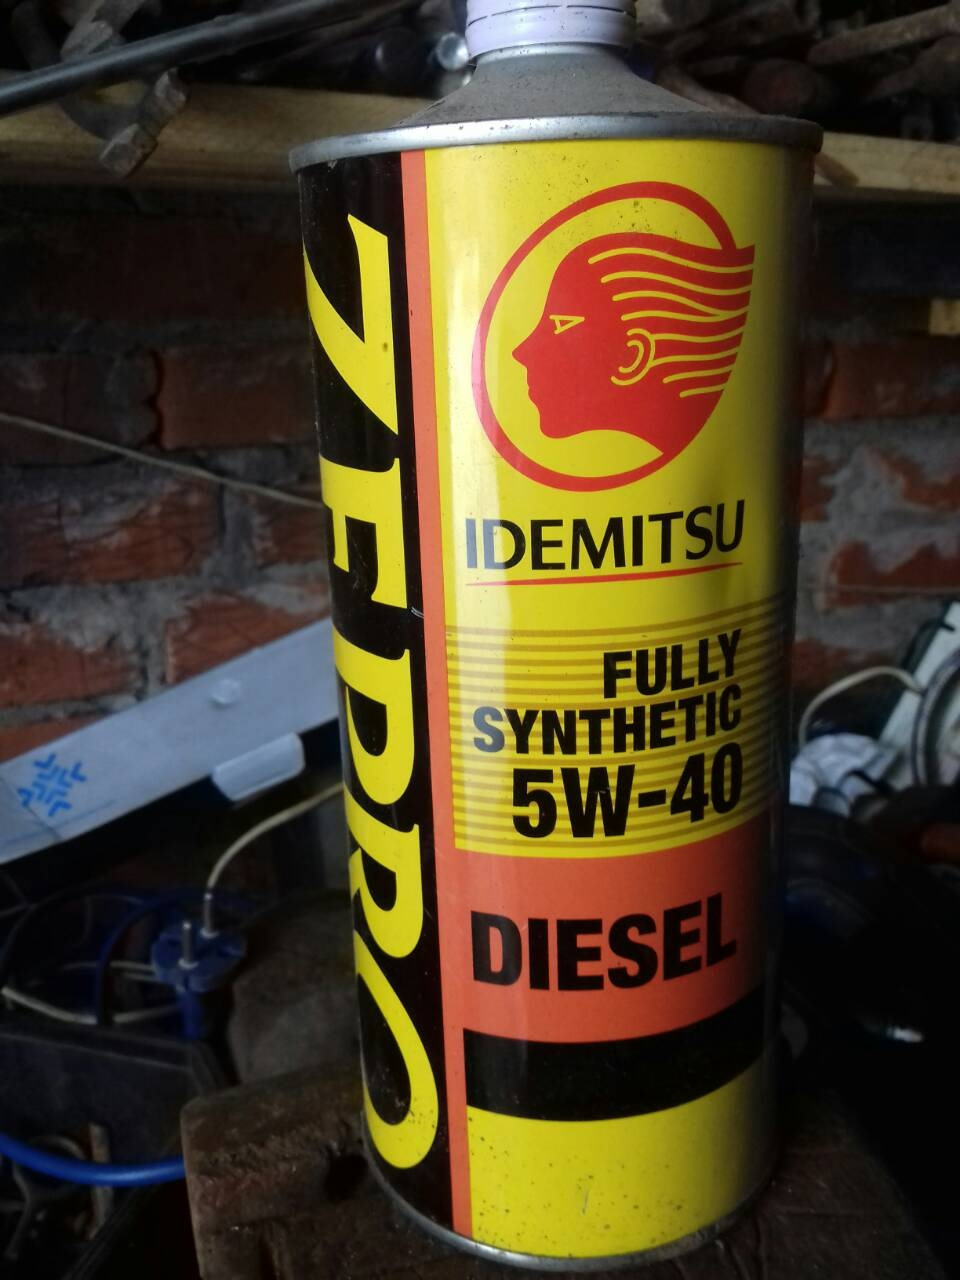 ZEPRO
IDEMITSU
FULLY
SYNTHETIC
5W-40
DIESEL